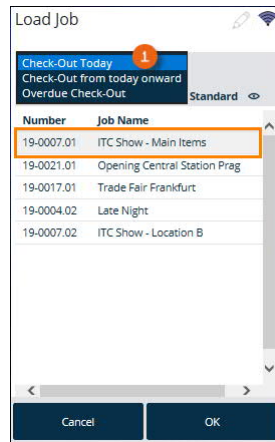 Load Job
Check-Out Today
1
Check-Out from today onward
Overdue Check-Out
Standard
Number Job Name
19-0007.01 ITC Show - Main Items
19-0021.01 Opening Central Station Prag
19-0017.01 Trade Fair Frankfurt
19-0004.02 Late Night
19-0007.02 ITC Show - Location B
Cancel OK